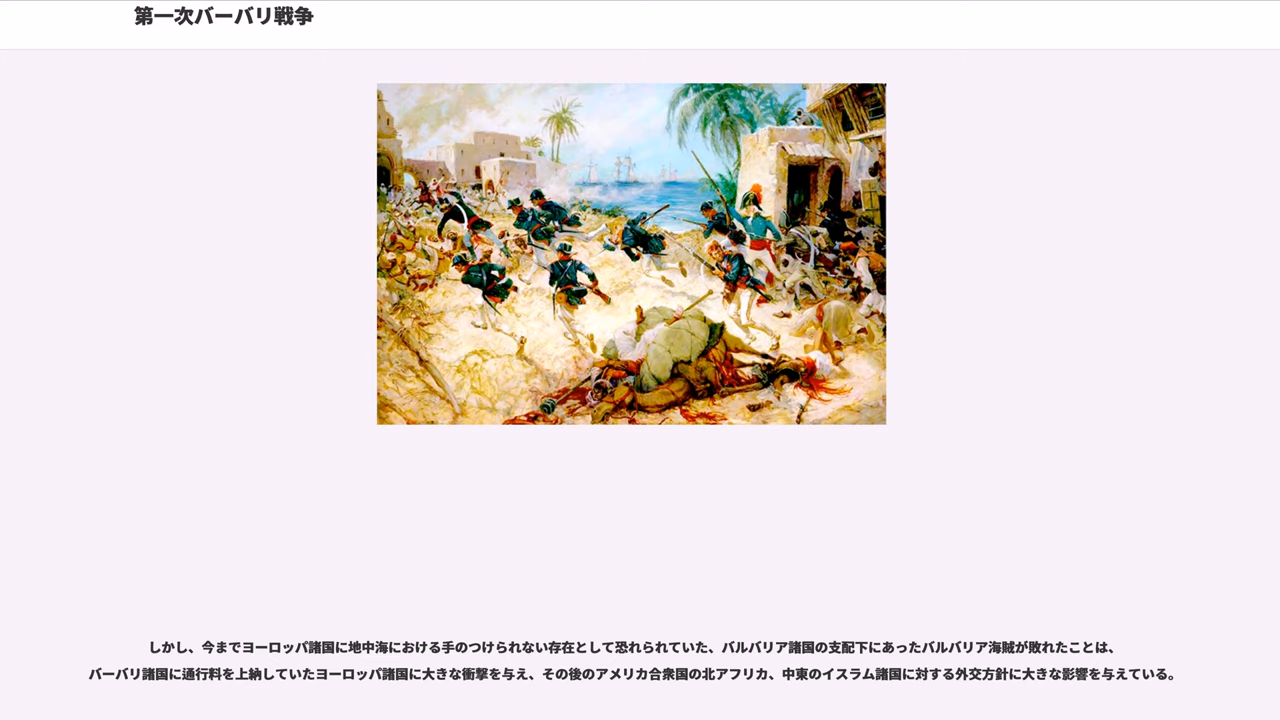 第一次バーバリ戦争
しかし、今までヨーロッパ諸国に地中海における手のつけられない存在として恐れられていた、バルバリア諸国の支配下にあったバルバリア海賊が敗れたことは、
バーバリ諸国に通行料を上納していたヨーロッパ諸国に大きな衝撃を与え、その後のアメリカ合衆国の北アフリカ、中東のイスラム諸国に対する外交方針に大きな影響を与えている。